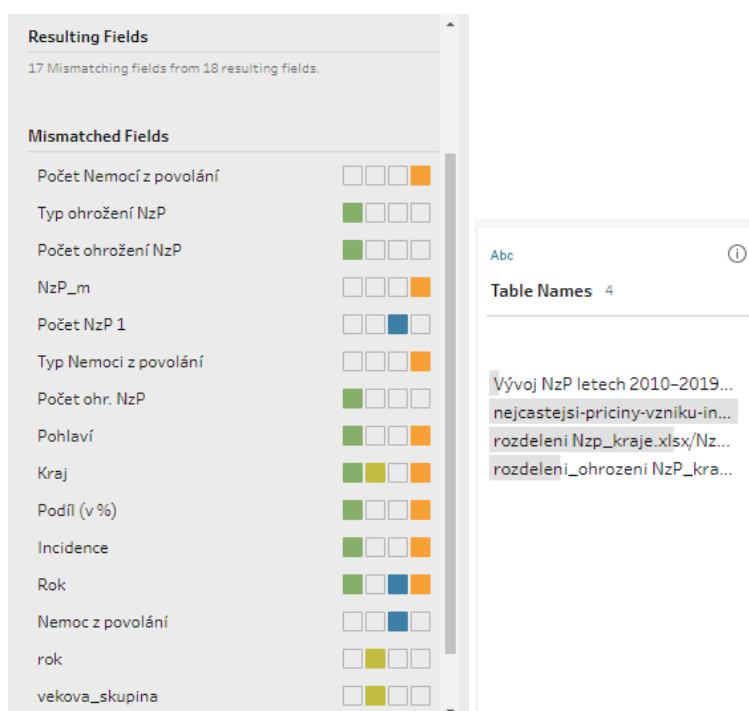 Resulting Fields
17 Mismatching fields from 18 resulting fields.
Mismatched Fields
Počet Nemocí z povolání
Typ ohrožení NzP
Počet ohrožení NzP
NzP_m
Počet NzP 1
Typ Nemoci z povolání
Počet ohr. NzP
Pohlaví
Kraj
Podíl (v %)
Incidence
Rok
Nemoc z povolání
rok
vekova_skupina
Abc
Table Names 4
Vývoj NzP letech 2010–2019...
nejcastejsi-priciny-vzniku-in...
rozdeleni Nzp_kraje.xlsx/Nz...
rozdeleni_ohrozeni NzP_kra...